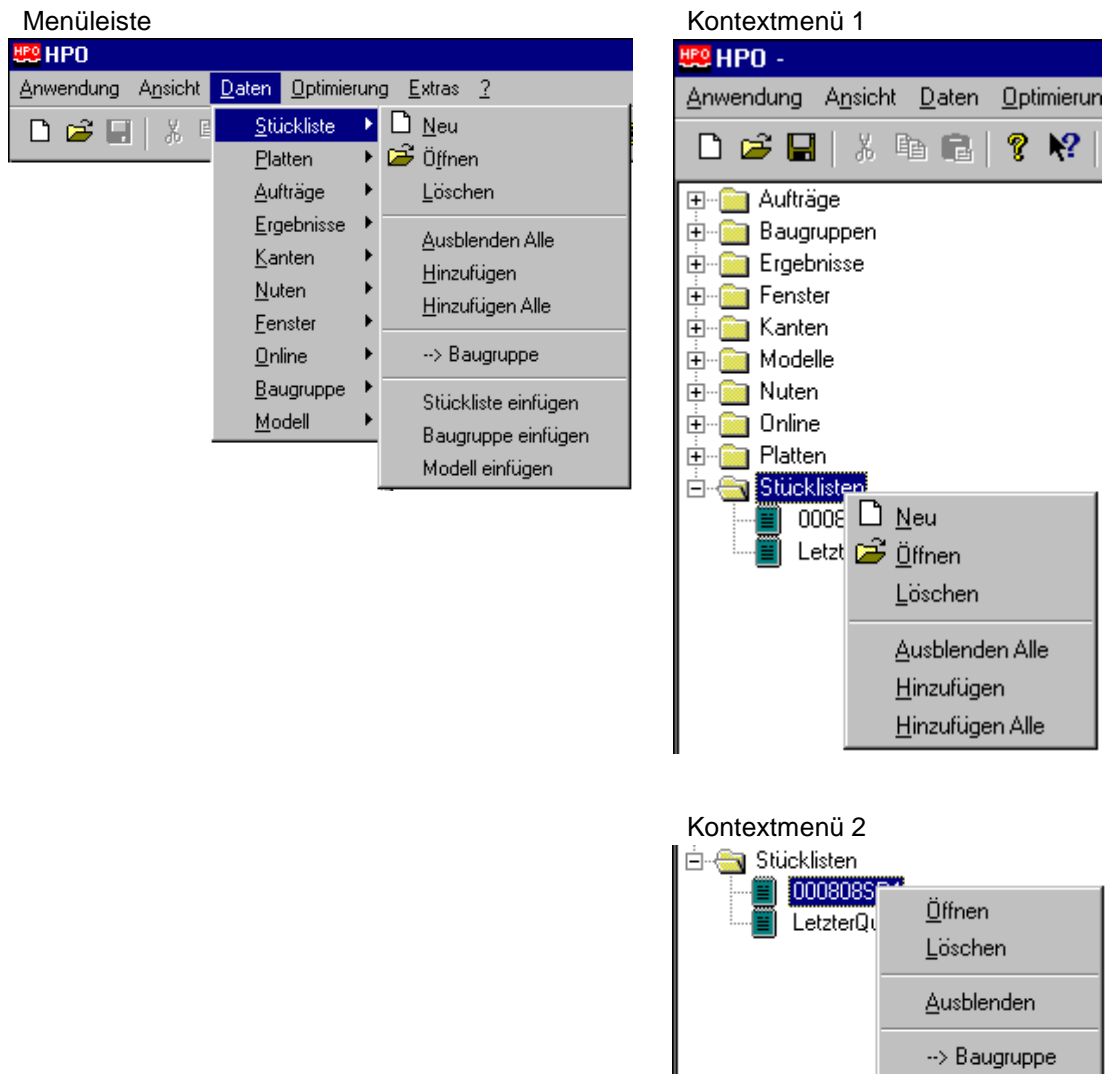 Menüleiste
HPO HPO
Anwendung Ansicht Daten Optimierung Extras ?
Stückliste
Platten
Aufträge
Ergebnisse
Kanten
Nuten
Fenster
Online
Baugruppe
Modell
Neu
Öffnen
Löschen
Ausblenden Alle
Hinzufügen
Hinzufügen Alle
--> Baugruppe
Stückliste einfügen
Baugruppe einfügen
Modell einfügen
Kontextmenü 1
HPO HPO -
Anwendung Ansicht Daten Optimierun
Aufträge
Baugruppen
Ergebnisse
Fenster
Kanten
Modelle
Nuten
Online
Platten
Stücklisten
0008
Letzt
Neu
Öffnen
Löschen
Ausblenden Alle
Hinzufügen
Hinzufügen Alle
Kontextmenü 2
Stücklisten
LetzterQu
Öffnen
Löschen
Ausblenden
--> Baugruppe